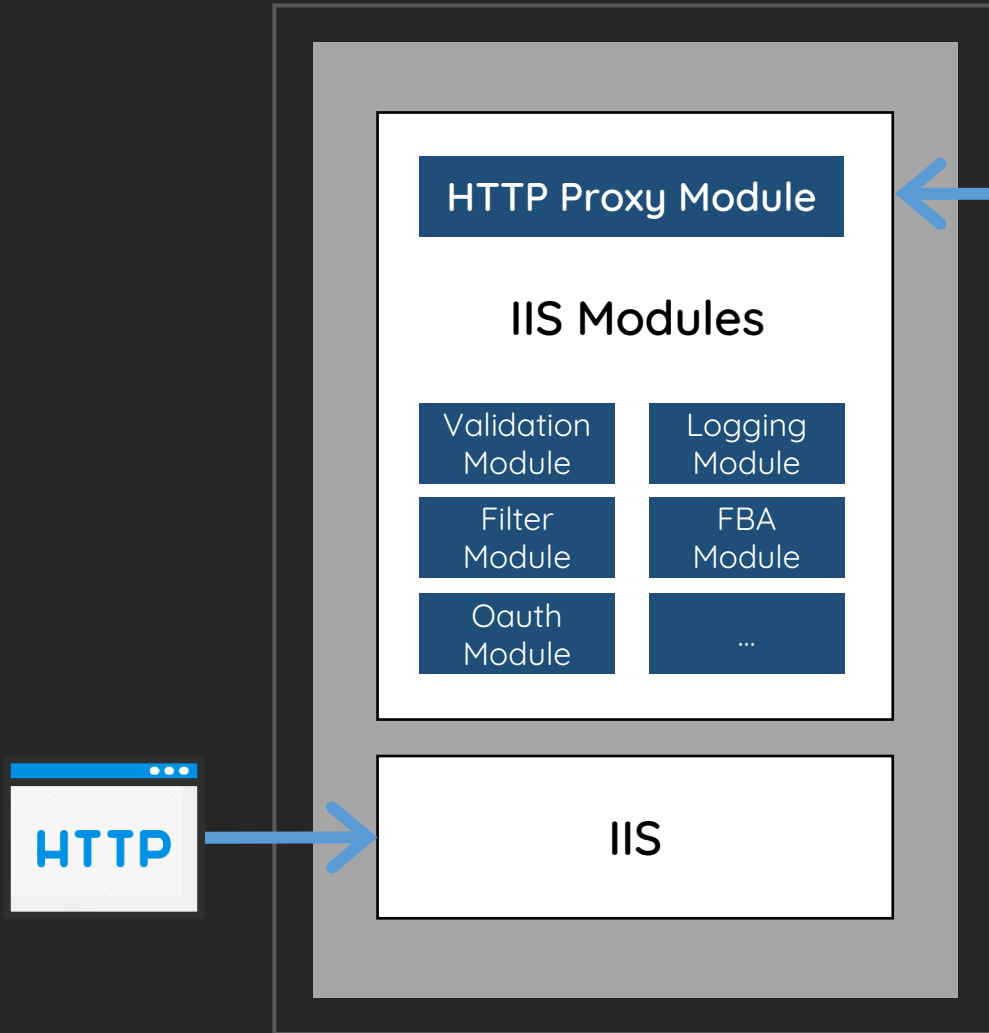 HTTP Proxy Module
IIS Modules
Validation
Module
Logging
Module
Filter
Module
FBA
Module
Oauth
Module
...
HTTP
IIS